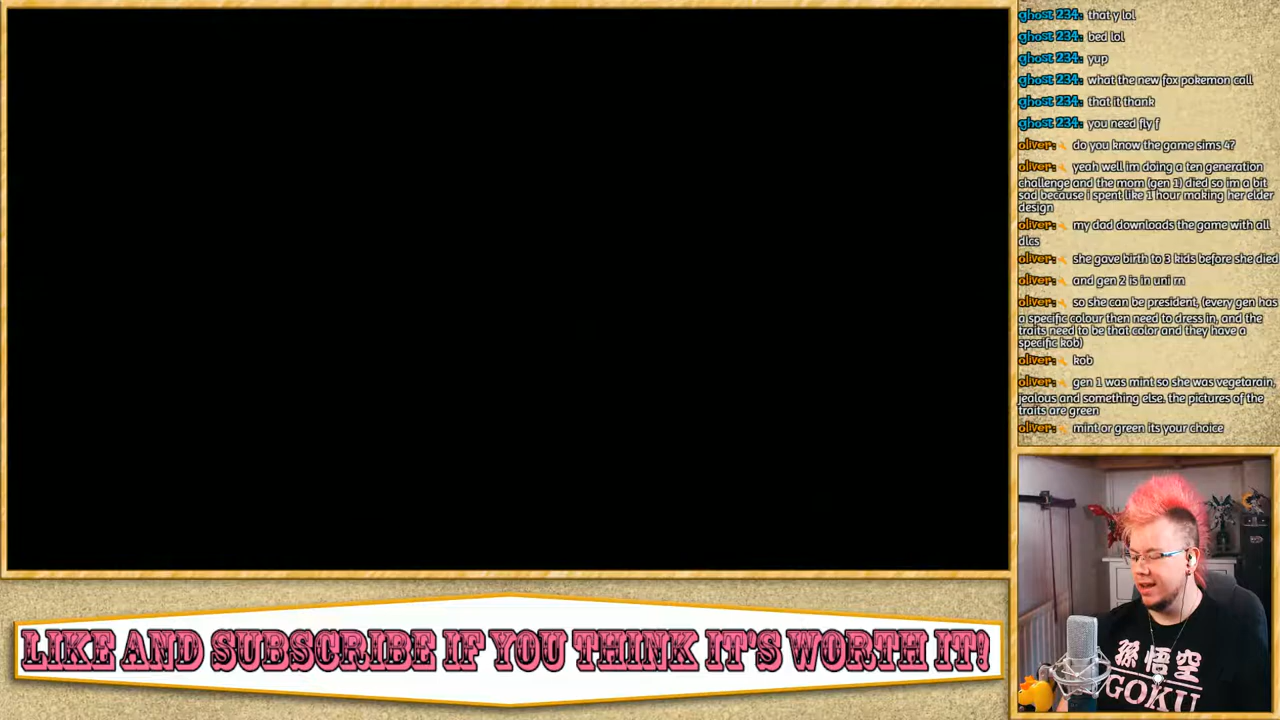 ghost 234: that y lol
ghost 234: bed lol
ghost 234: yup
ghost 234: what the new fox pokemon call
ghost 234: that it thank
ghost 234: you need fly f
oliver: do you know the game sims 4?
oliver: yeah well im doing a ten generation
challenge and the mom (gen 1) died so im a bit
sad because i spent like 1 hour making her elder
design
oliver: my dad downloads the game with all
dlcs
oliver: she gave birth to 3 kids before she died
oliver: and gen 2 is in uni rn
oliver: so she can be president, (every gen has
a specific colour then need to dress in, and the
traits need to be that color and they have a
specific kob)
oliver: kob
oliver: gen 1 was mint so she was vegetarain,
jealous and something else. the pictures of the
traits are green
oliver: mint or green its your choice
孫悟空
GOKU
LIKE AND SUBSCRIBE IF YOU THINK IT'S WORTH IT!